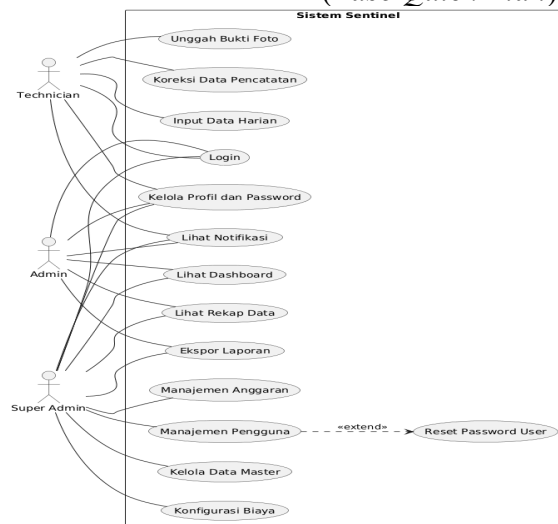 Sistem Sentinel
Unggah Bukti Foto
Koreksi Data Pencatatan
Technician
Input Data Harian
Login
Kelola Profil dan Password
Lihat Notifikasi
Admin
Lihat Dashboard
Lihat Rekap Data
Ekspor Laporan
Manajemen Anggaran
Super Admin
Manajemen Pengguna
«extend»
Reset Password User
Kelola Data Master
Konfigurasi Biaya